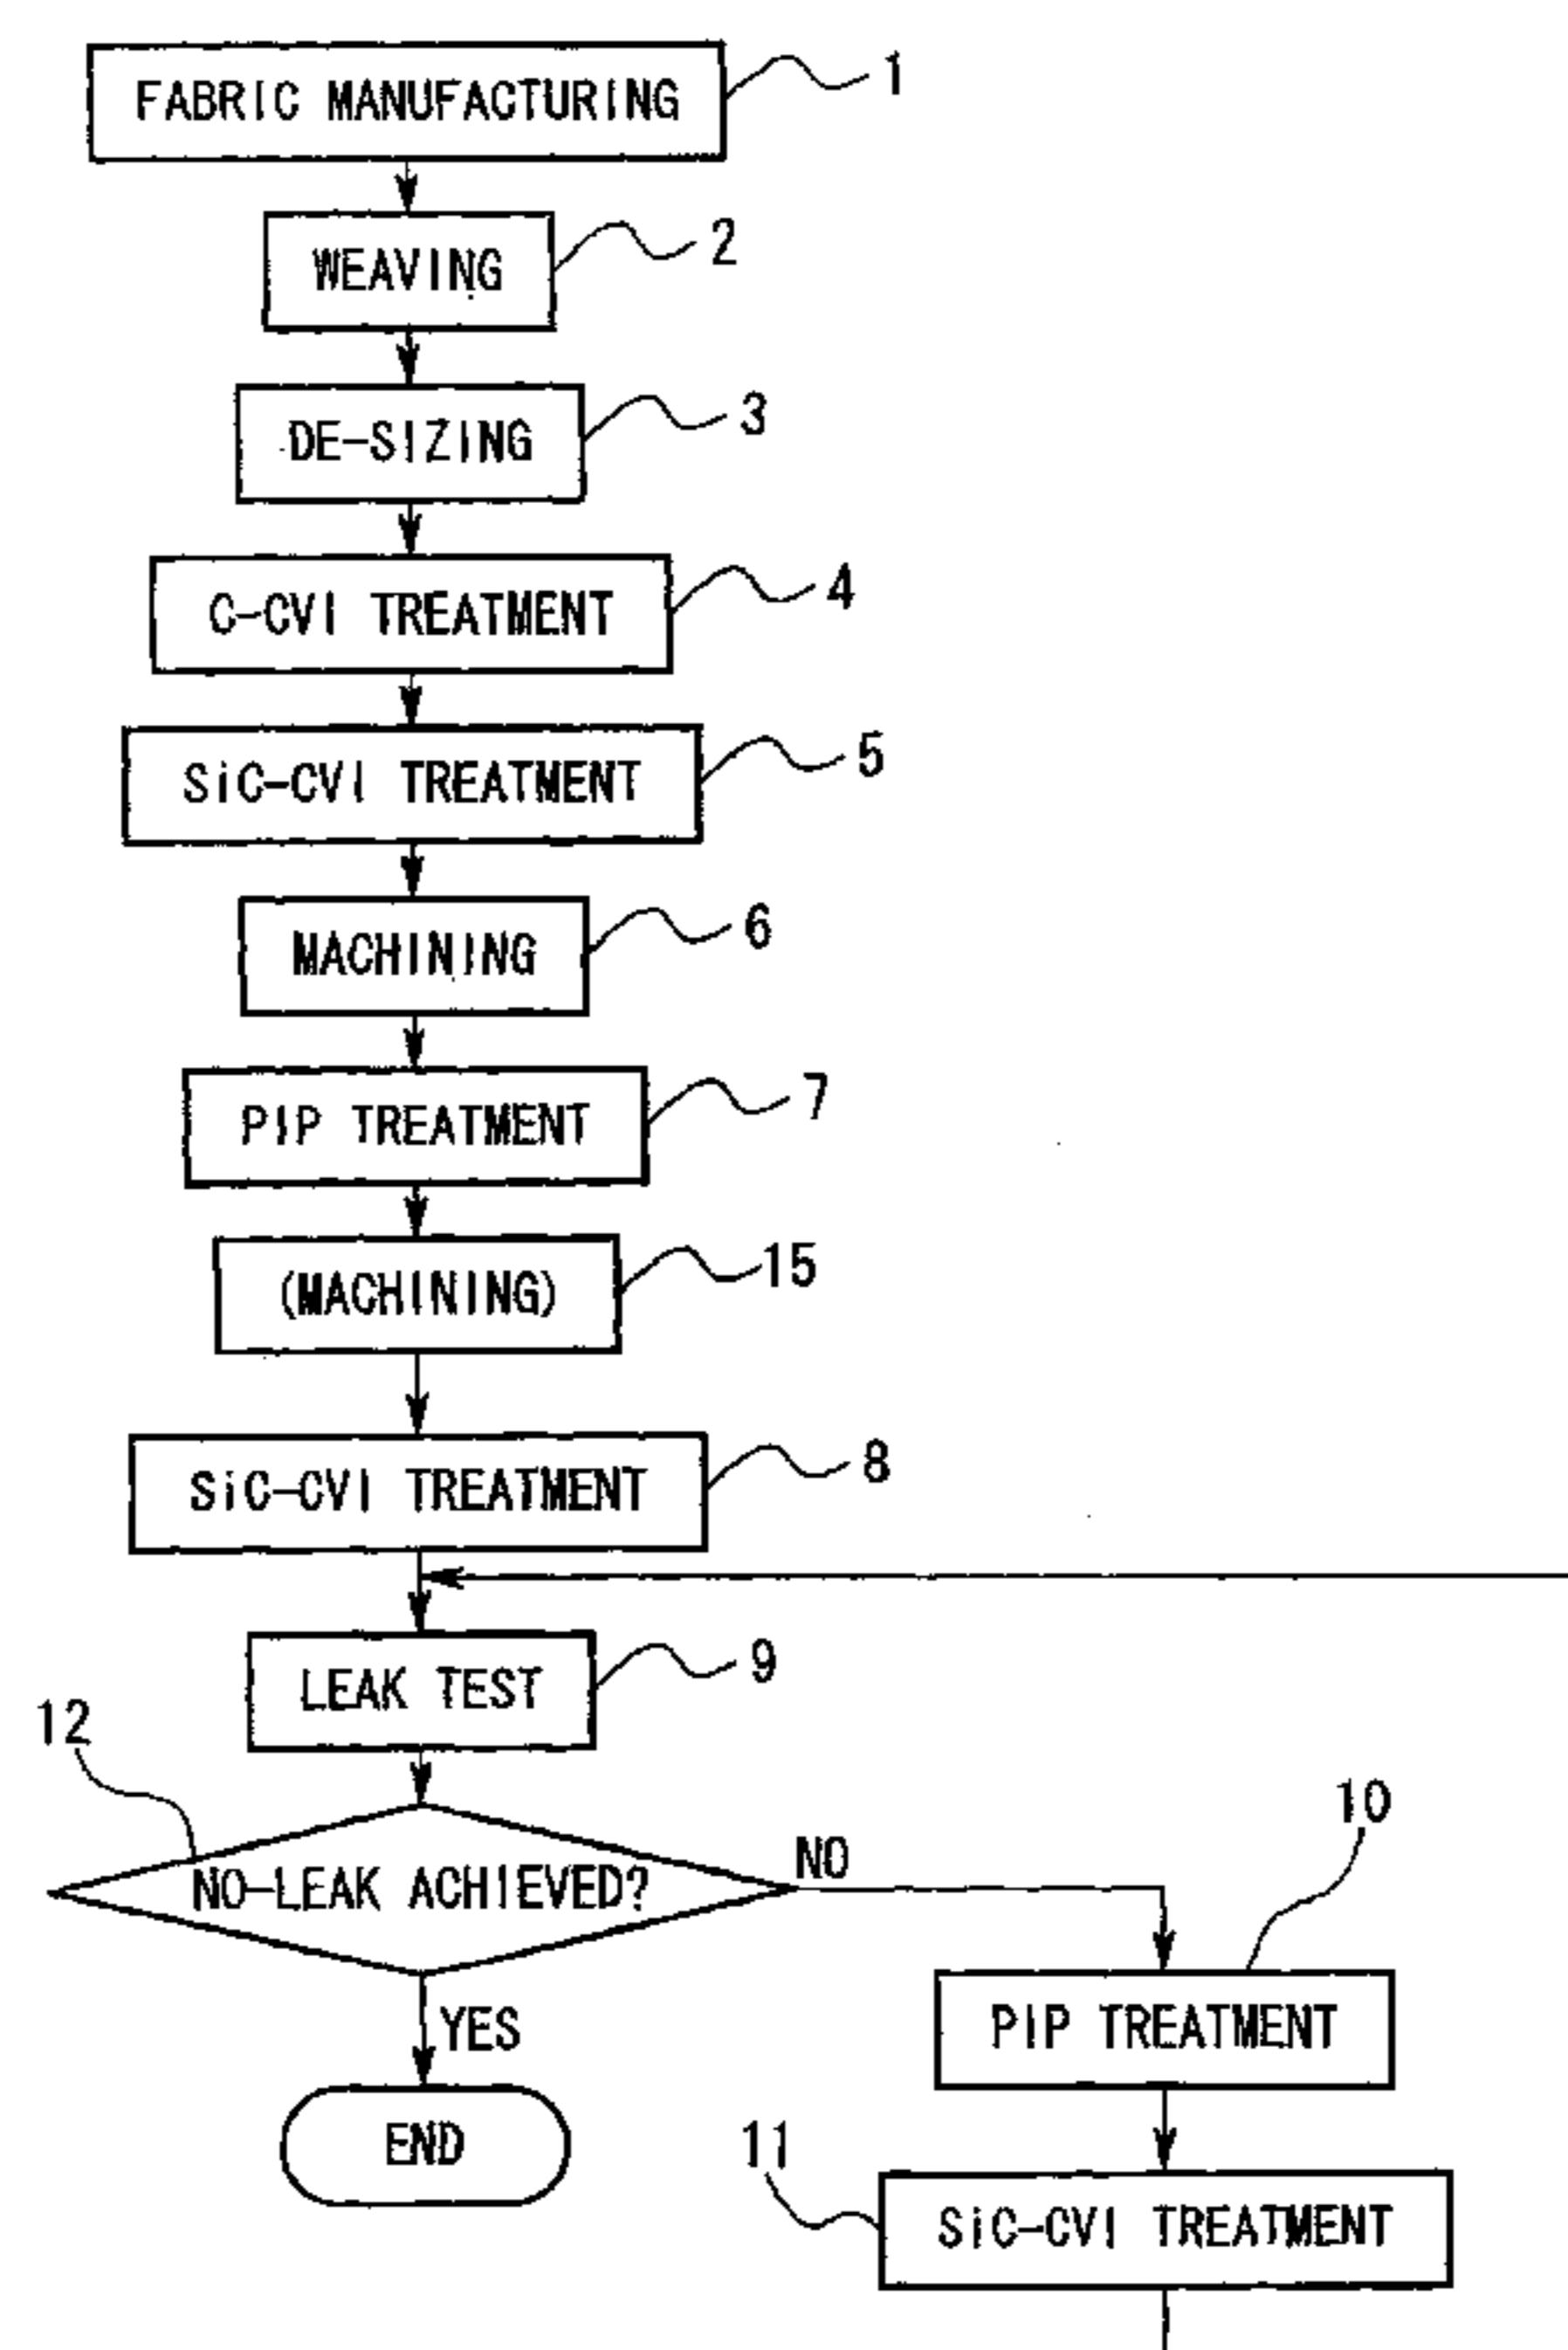 FABRIC MANUFACTURING 1
WEAVING 2
DE-SIZING 3
C-CVI TREATMENT 4
SiC-CVI TREATMENT 5
MACHINING 6
PIP TREATMENT 7
(MACHINING) 15
SiC-CVI TREATMENT 8
LEAK TEST 9
12
NO-LEAK ACHIEVED? NO
10
YES
PIP TREATMENT
END
11
SiC-CVI TREATMENT